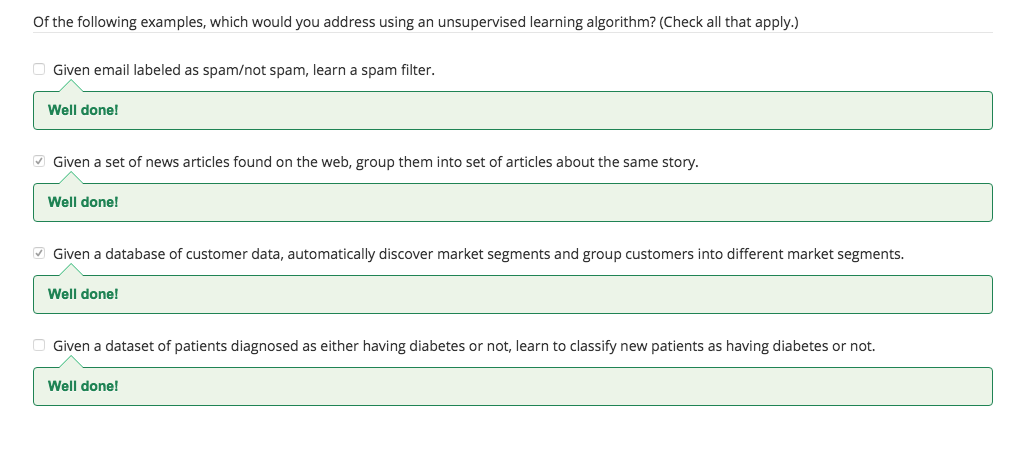 Of the following examples, which would you address using an unsupervised learning algorithm? (Check all that apply.)
Given email labeled as spam/not spam, learn a spam filter.
Well done!
Given a set of news articles found on the web, group them into set of articles about the same story.
Well done!
Given a database of customer data, automatically discover market segments and group customers into different market segments.
Well done!
Given a dataset of patients diagnosed as either having diabetes or not, learn to classify new patients as having diabetes or not.
Well done!